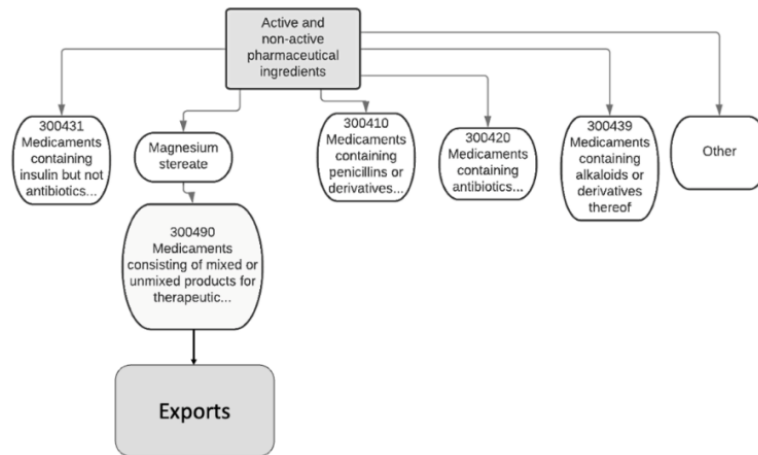 Active and
non-active
pharmaceutical
ingredients
300431
Medicaments
containing
insulin but not
antibiotics...
Magnesium
stereate
300410
Medicaments
containing
penicillins or
derivatives...
300420
Medicaments
containing
antibiotics...
300439
Medicaments
containing
alkaloids or
derivatives
thereof
Other
300490
Medicaments
consisting of mixed or
unmixed products for
therapeutic...
Exports